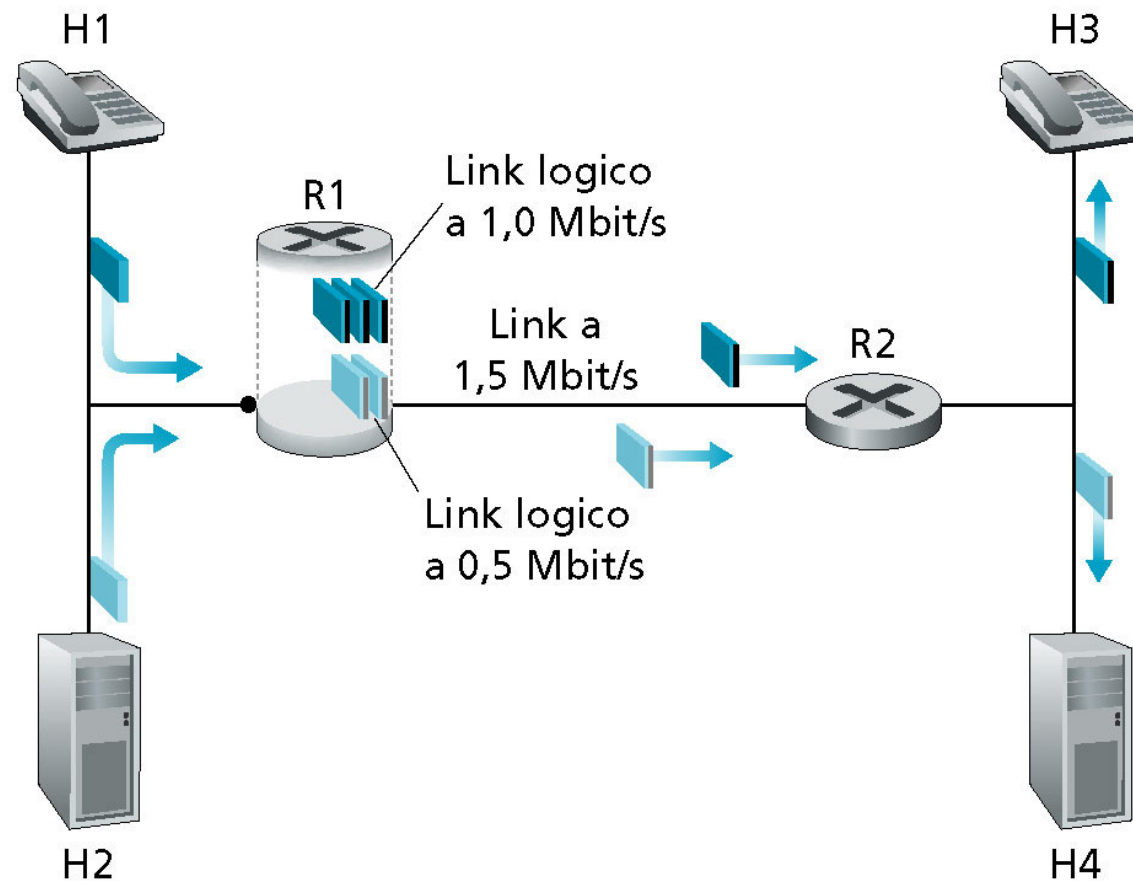 H1
H3
Link logico
a 1,0 Mbit/s
R1
Link a
1,5 Mbit/s
R2
Link logico
a 0,5 Mbit/s
H2
H4